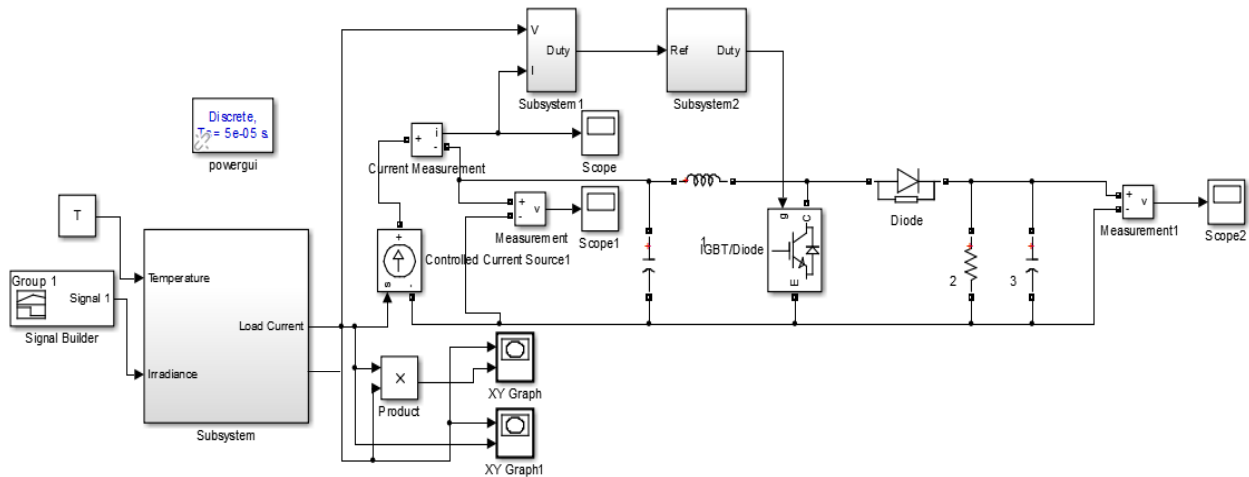 V
Duty
I
Subsystem1
Ref
Duty
Subsystem2
Discrete,
Ts = 5e-05 s.
powergui
+
i
-
Current Measurement
Scope
+
-
v
Measurement
Scope1
T
Group 1
Signal 1
Signal Builder
Temperature
Load Current
Irradiance
Subsystem
+
s
-
Controlled Current Source1
+
g
C
E
1
IGBT/Diode
Diode
+
2
+
3
+
-
v
Measurement1
Scope2
X
Product
XY Graph
XY Graph1